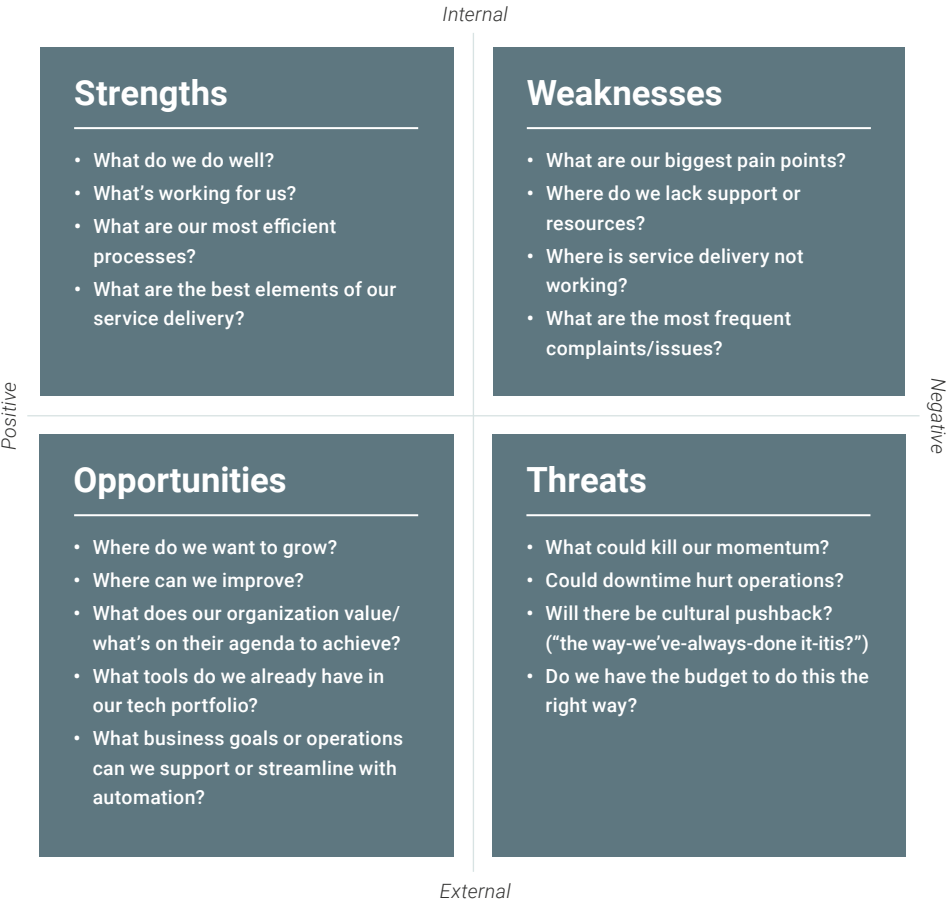 Internal
Strengths
• What do we do well?
• What's working for us?
• What are our most efficient
processes?
• What are the best elements of our
service delivery?
Weaknesses
• What are our biggest pain points?
• Where do we lack support or
resources?
• Where is service delivery not
working?
• What are the most frequent
complaints/issues?
Positive
Negative
Opportunities
• Where do we want to grow?
• Where can we improve?
• What does our organization value/
what's on their agenda to achieve?
• What tools do we already have in
our tech portfolio?
• What business goals or operations
can we support or streamline with
automation?
Threats
• What could kill our momentum?
• Could downtime hurt operations?
• Will there be cultural pushback?
(“the way-we've-always-done it-itis?”)
• Do we have the budget to do this the
right way?
External